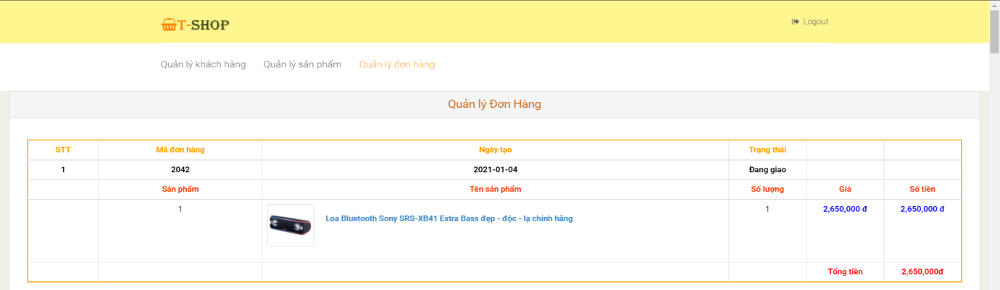 T-SHOP
Logout
Quản lý khách hàng Quản lý sản phẩm Quản lý đơn hàng
Quản lý Đơn Hàng
STT Mã đơn hàng Ngày tạo Trạng thái
1 2042 2021-01-04 Đang giao
Sản phẩm Tên sản phẩm Số lượng Giá Số tiền
1 Loa Bluetooth Sony SRS-XB41 Extra Bass đẹp - độc - lạ chính hãng 1 2,650,000 đ 2,650,000 đ
Tổng tiền 2,650,000đ